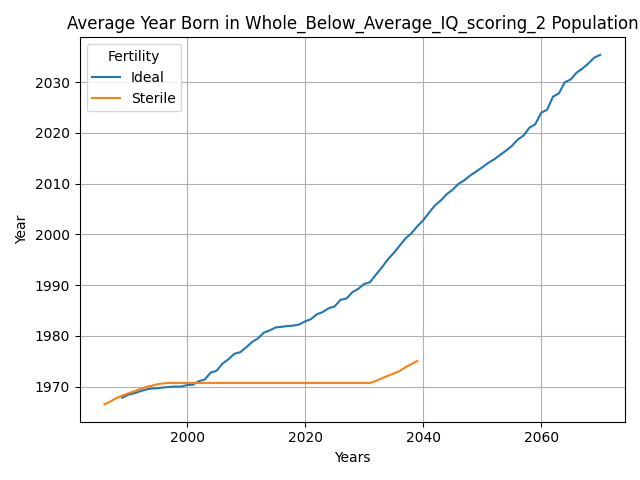 Average Year Born in Whole_Below_Average_IQ_scoring_2 Population
Fertility
Ideal
Sterile
Year
2030
2020
2010
2000
1990
1980
1970
2000
2020
2040
2060
Years